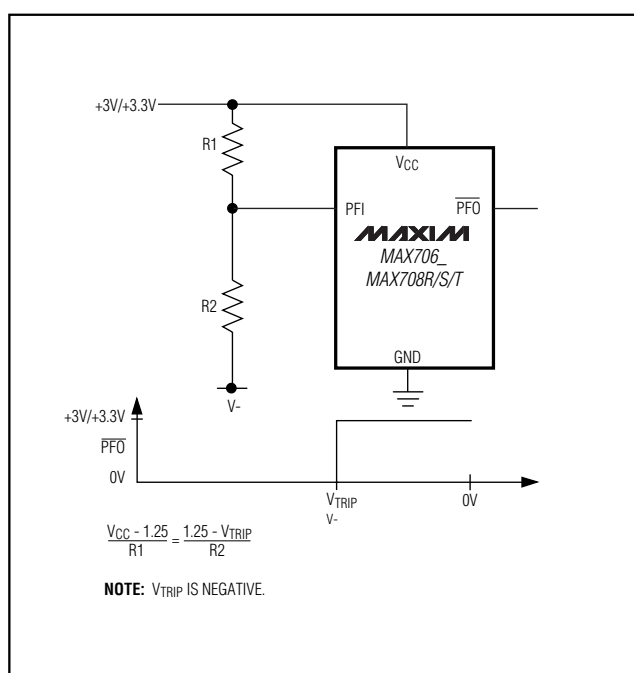 +3V/+3.3V
R1
VCC
PFI
PFO
MAXIM
MAX706_
MAX708R/S/T
R2
GND
V-
+3V/+3.3V
PFO
0V
VTRIP
0V
V-
VCC - 1.25 / R1 = 1.25 - VTRIP / R2
NOTE: VTRIP IS NEGATIVE.